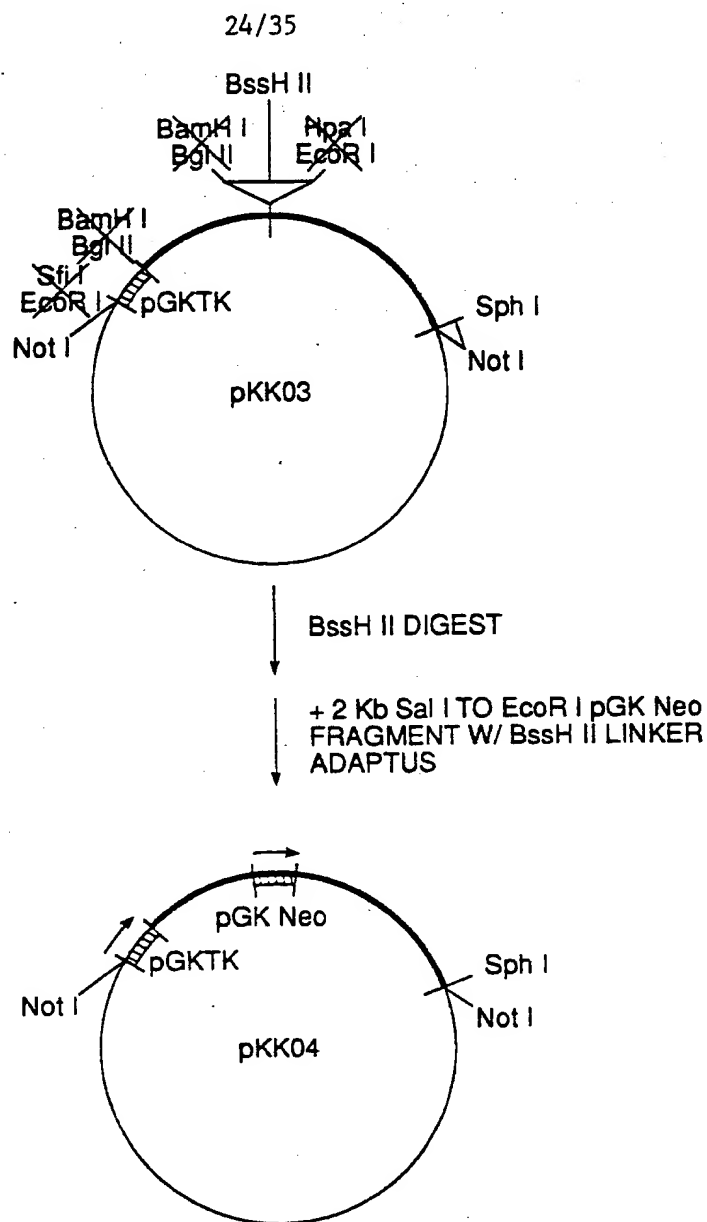 24/35
BssH II
BamH I
Bgl II
Hpa I
EcoR I
BamH I
Bgl II
Sfi I
EcoR I
pGKTK
Not I
Sph I
Not I
pKK03
BssH II DIGEST
+ 2 Kb Sal I TO EcoR I pGK Neo
FRAGMENT W/ BssH II LINKER
ADAPTUS
pGK Neo
pGKTK
Not I
Sph I
Not I
pKK04